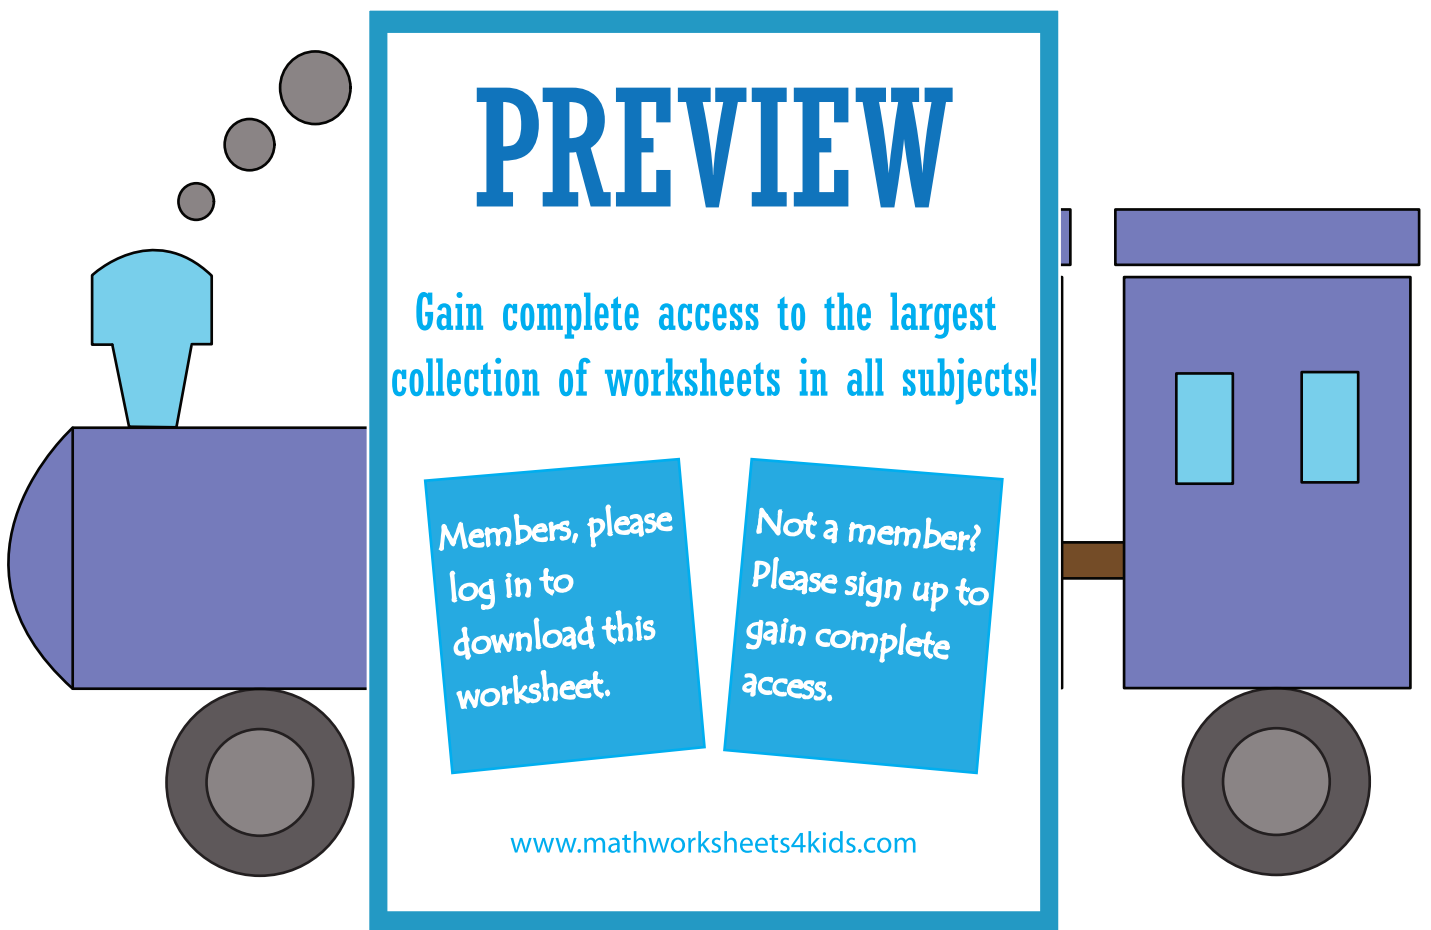 PREVIEW
Gain complete access to the largest
collection of worksheets in all subjects!
Members, please
log in to
download this
worksheet.
Not a member?
Please sign up to
gain complete
access.
www.mathworksheets4kids.com